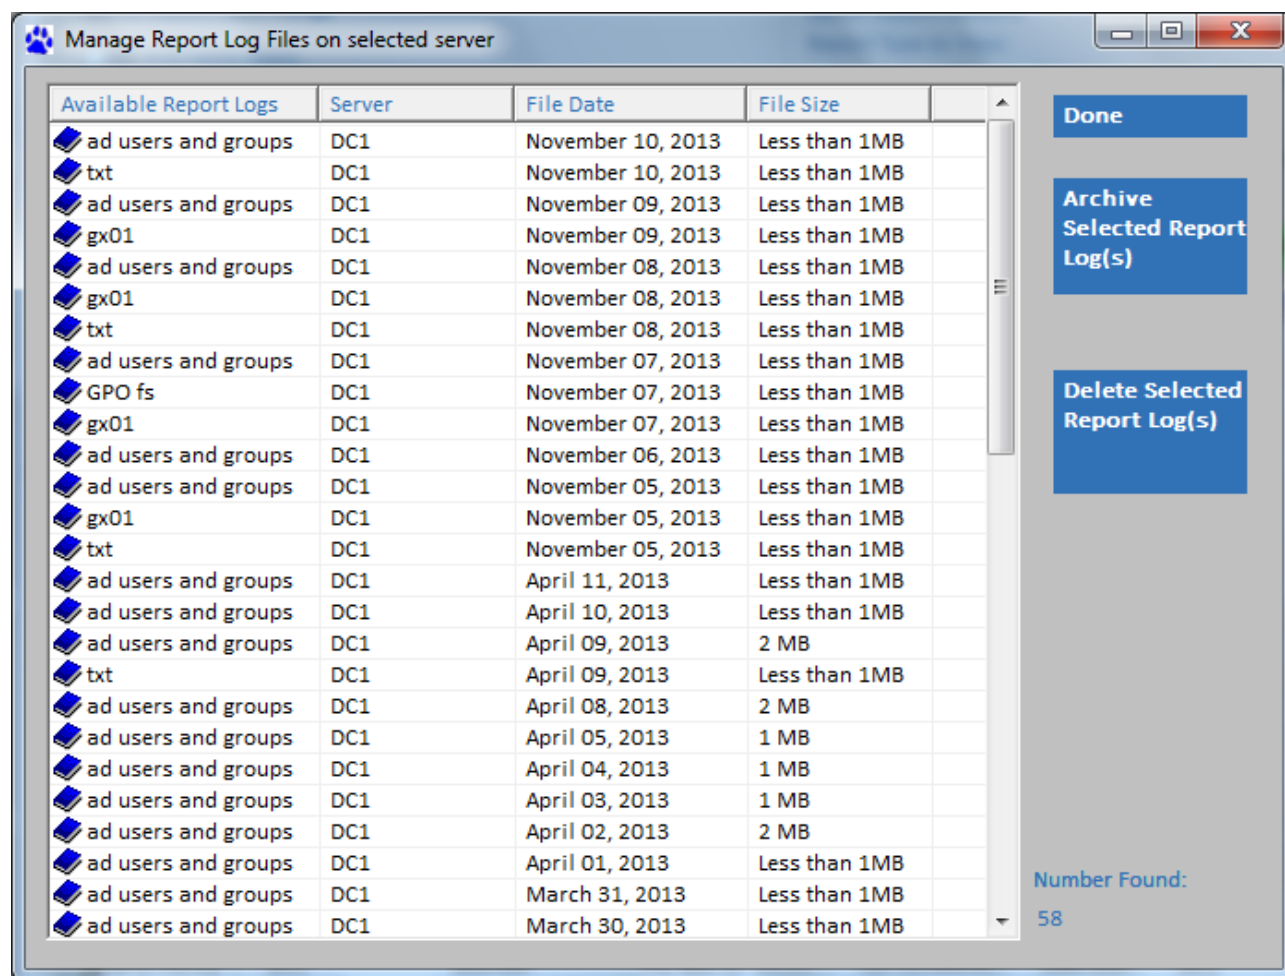 Manage Report Log Files on selected server
Available Report Logs Server File Date File Size
ad users and groups DC1 November 10, 2013 Less than 1MB
txt DC1 November 10, 2013 Less than 1MB
ad users and groups DC1 November 09, 2013 Less than 1MB
gx01 DC1 November 09, 2013 Less than 1MB
ad users and groups DC1 November 08, 2013 Less than 1MB
gx01 DC1 November 08, 2013 Less than 1MB
txt DC1 November 08, 2013 Less than 1MB
ad users and groups DC1 November 07, 2013 Less than 1MB
GPO fs DC1 November 07, 2013 Less than 1MB
gx01 DC1 November 07, 2013 Less than 1MB
ad users and groups DC1 November 06, 2013 Less than 1MB
ad users and groups DC1 November 05, 2013 Less than 1MB
gx01 DC1 November 05, 2013 Less than 1MB
txt DC1 November 05, 2013 Less than 1MB
ad users and groups DC1 April 11, 2013 Less than 1MB
ad users and groups DC1 April 10, 2013 Less than 1MB
ad users and groups DC1 April 09, 2013 2 MB
txt DC1 April 09, 2013 Less than 1MB
ad users and groups DC1 April 08, 2013 2 MB
ad users and groups DC1 April 05, 2013 1 MB
ad users and groups DC1 April 04, 2013 1 MB
ad users and groups DC1 April 03, 2013 1 MB
ad users and groups DC1 April 02, 2013 2 MB
ad users and groups DC1 April 01, 2013 Less than 1MB
ad users and groups DC1 March 31, 2013 Less than 1MB
ad users and groups DC1 March 30, 2013 Less than 1MB
Done
Archive
Selected Report
Log(s)
Delete Selected
Report Log(s)
Number Found:
58